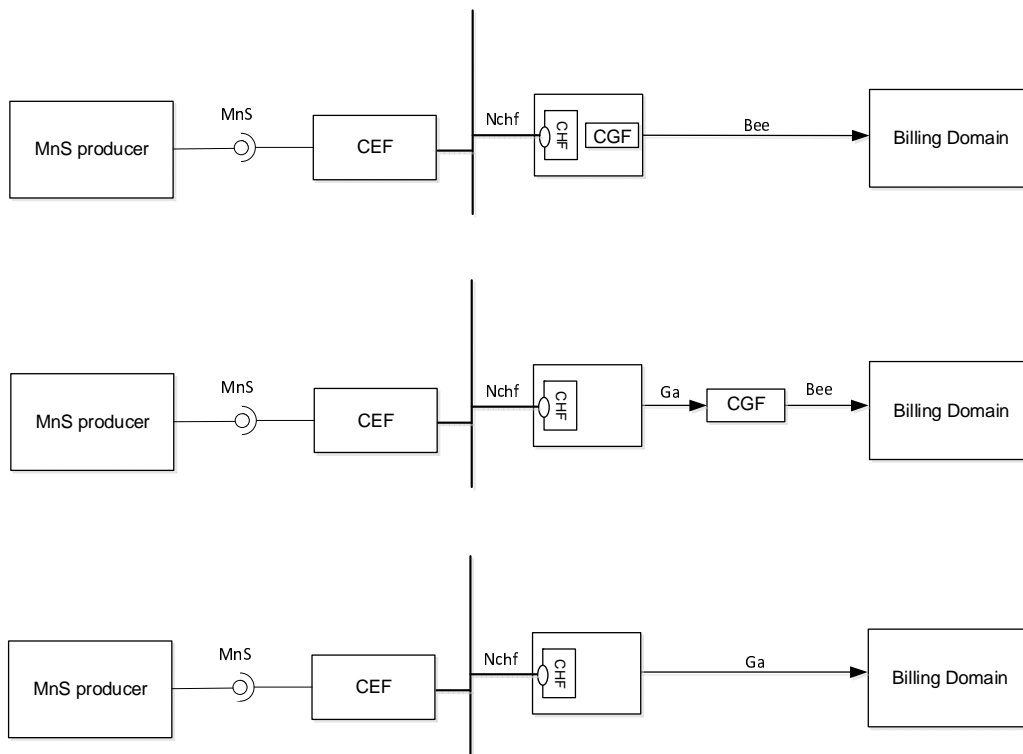 MnS
Nchf
Bee
MnS producer
CEF
CHF
CGF
Billing Domain
MnS
Nchf
Ga
Bee
MnS producer
CEF
CHF
CGF
Billing Domain
MnS
Nchf
Ga
MnS producer
CEF
CHF
Billing Domain